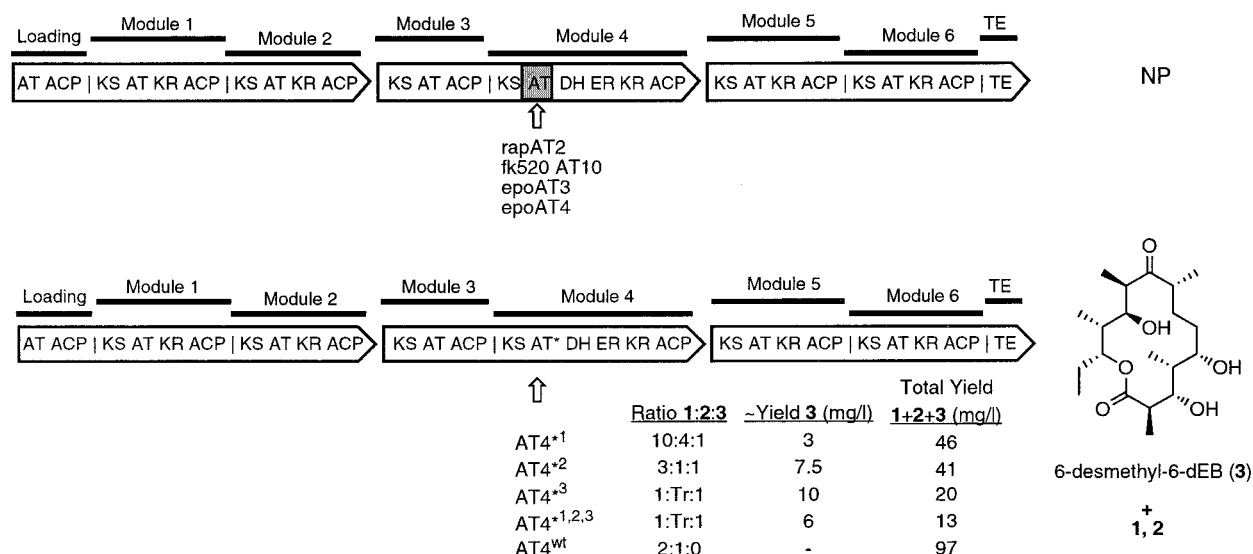 Loading Module 1 Module 2 Module 3 Module 4 Module 5 Module 6 TE
AT ACP | KS AT KR ACP | KS AT KR ACP KS AT ACP | KS AT DH ER KR ACP KS AT KR ACP | KS AT KR ACP | TE NP
rapAT2
fk520 AT10
epoAT3
epoAT4
Loading Module 1 Module 2 Module 3 Module 4 Module 5 Module 6 TE
AT ACP | KS AT KR ACP | KS AT KR ACP KS AT ACP | KS AT* DH ER KR ACP KS AT KR ACP | KS AT KR ACP | TE
O
OH
O
OH
O
OH
Ratio 1:2:3 ~Yield 3 (mg/l) Total Yield 1+2+3 (mg/l)
AT4*1 10:4:1 3 46
AT4*2 3:1:1 7.5 41
AT4*3 1:Tr:1 10 20
AT4*1,2,3 1:Tr:1 6 13
AT4wt 2:1:0 - 97
6-desmethyl-6-dEB (3)
+
1, 2